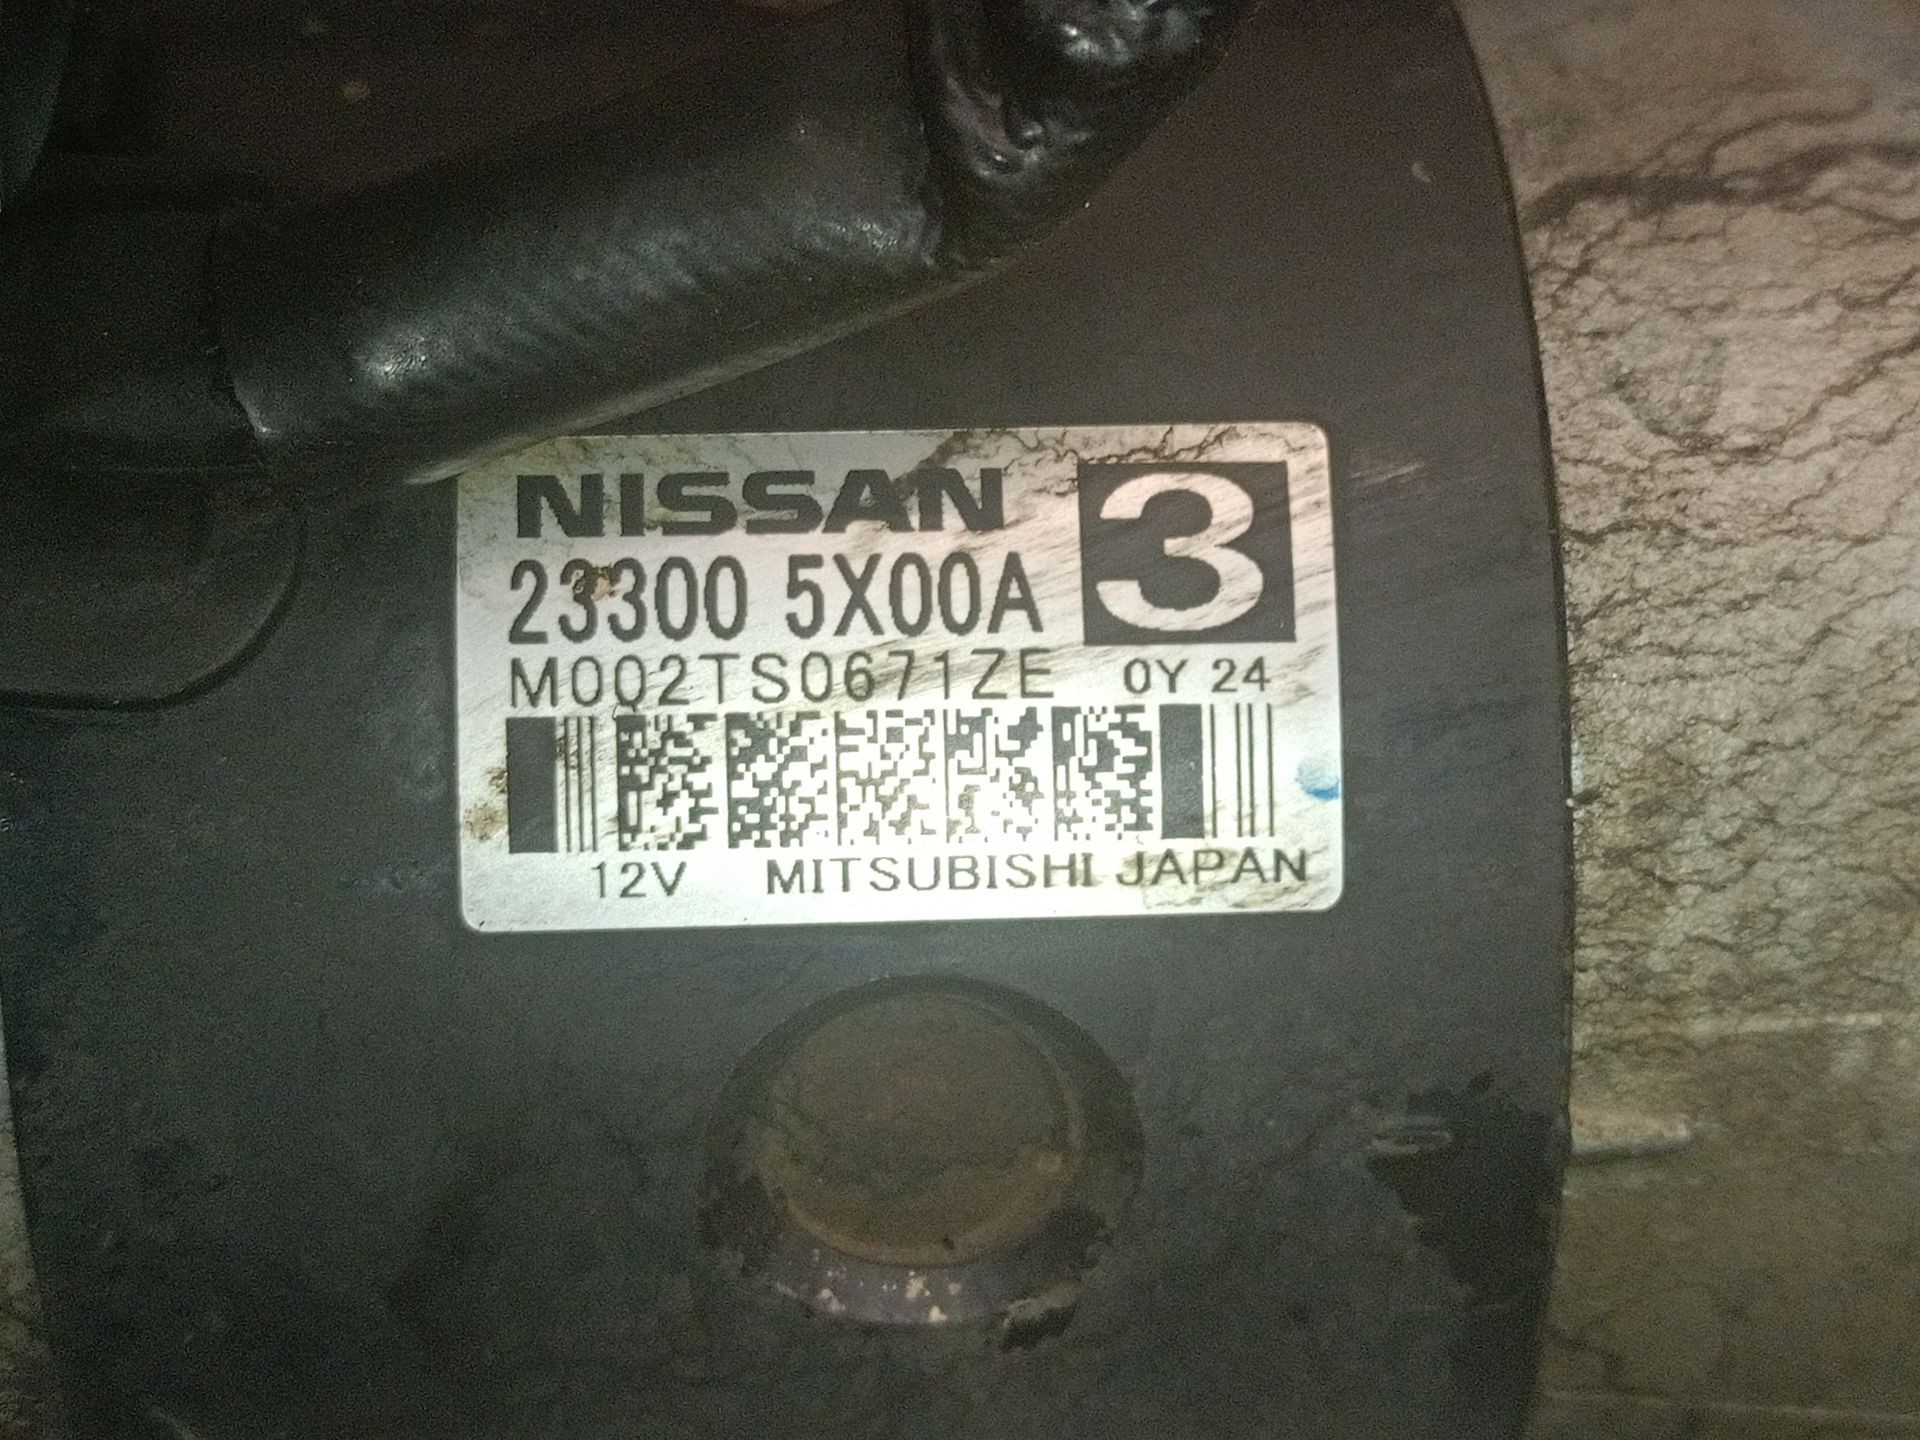 NISSAN 3
23300 5X00A
M002TS0671ZE 0Y 24
12V MITSUBISHI JAPAN